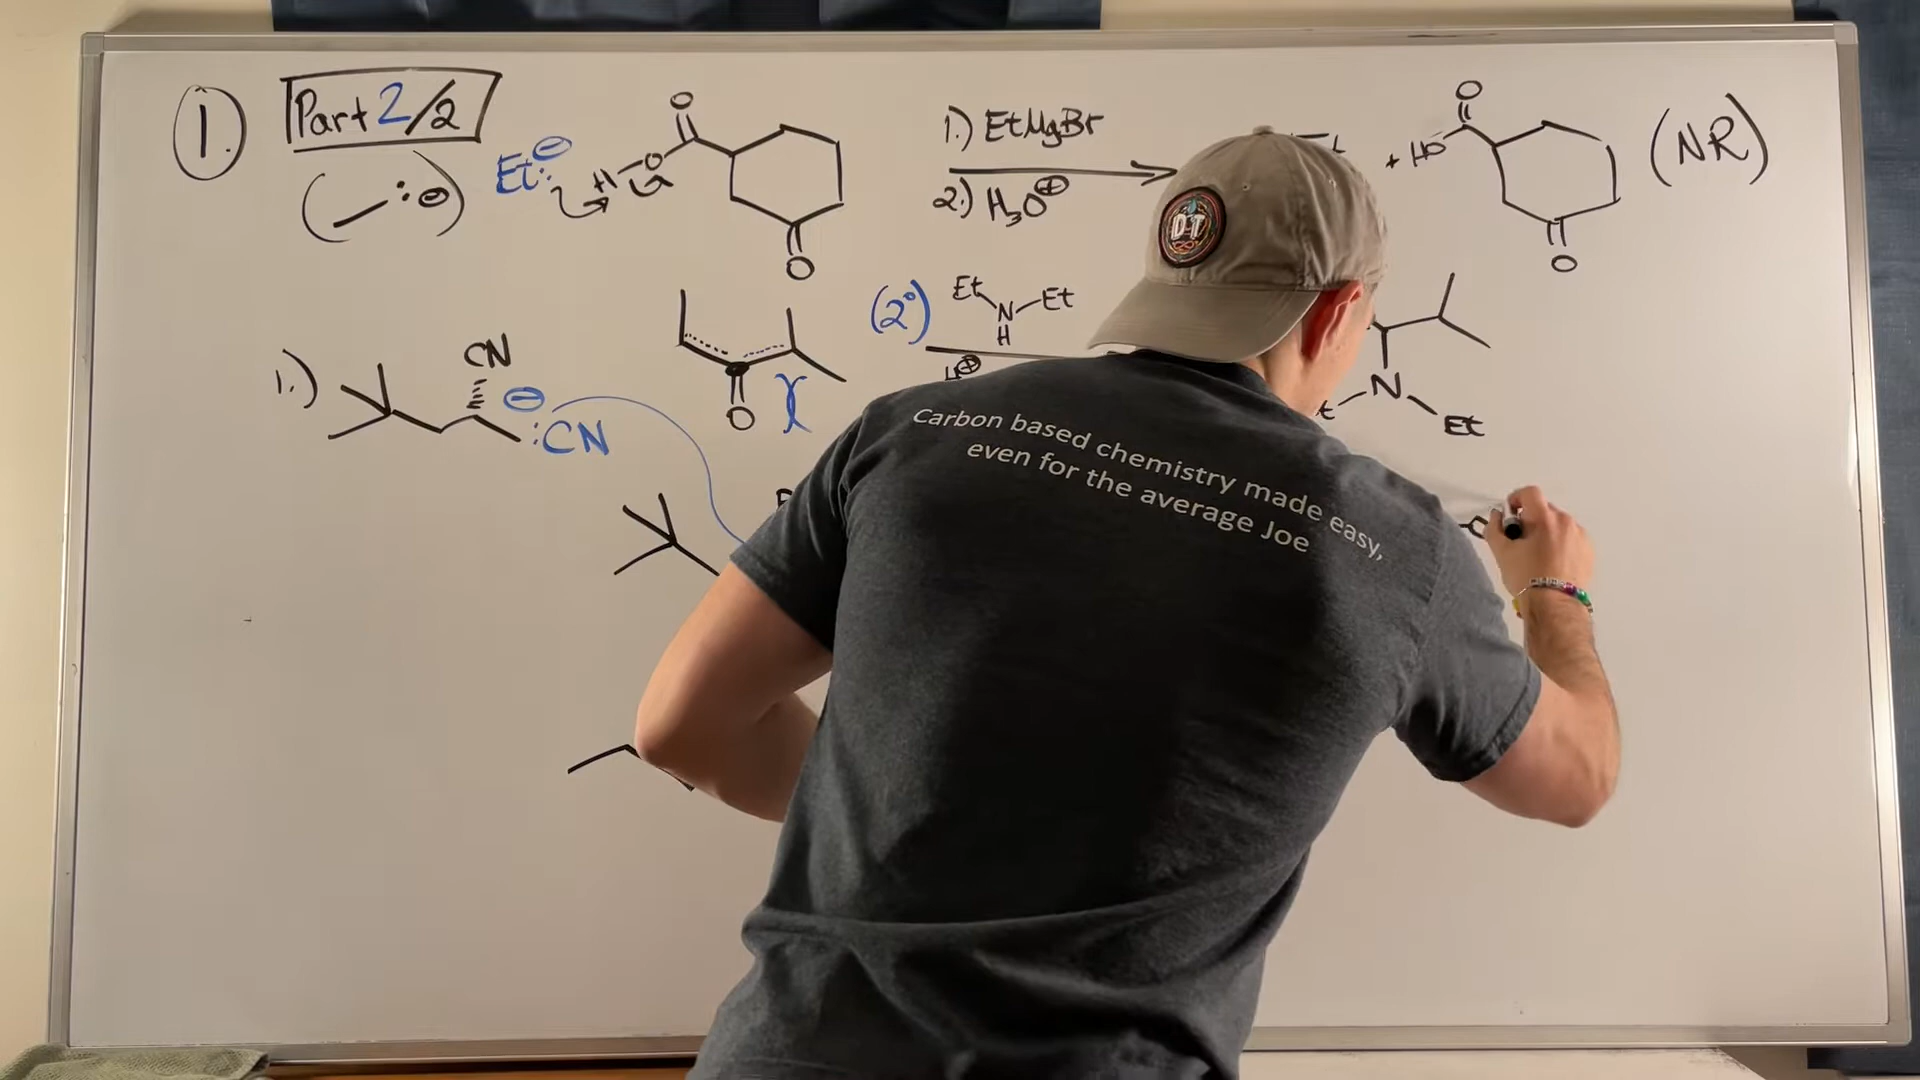 1.
Part 2/2
Et:⊖
H-O
O
O
1.) EtMgBr
2.) H₃O⊕
+ HO
O
O
(NR)
(:⊖)
(2°)
Et
N
H
Et
H⊕
O
N
Et
1.)
CN
⊖
:CN
DT
Carbon based chemistry made easy,
even for the average Joe